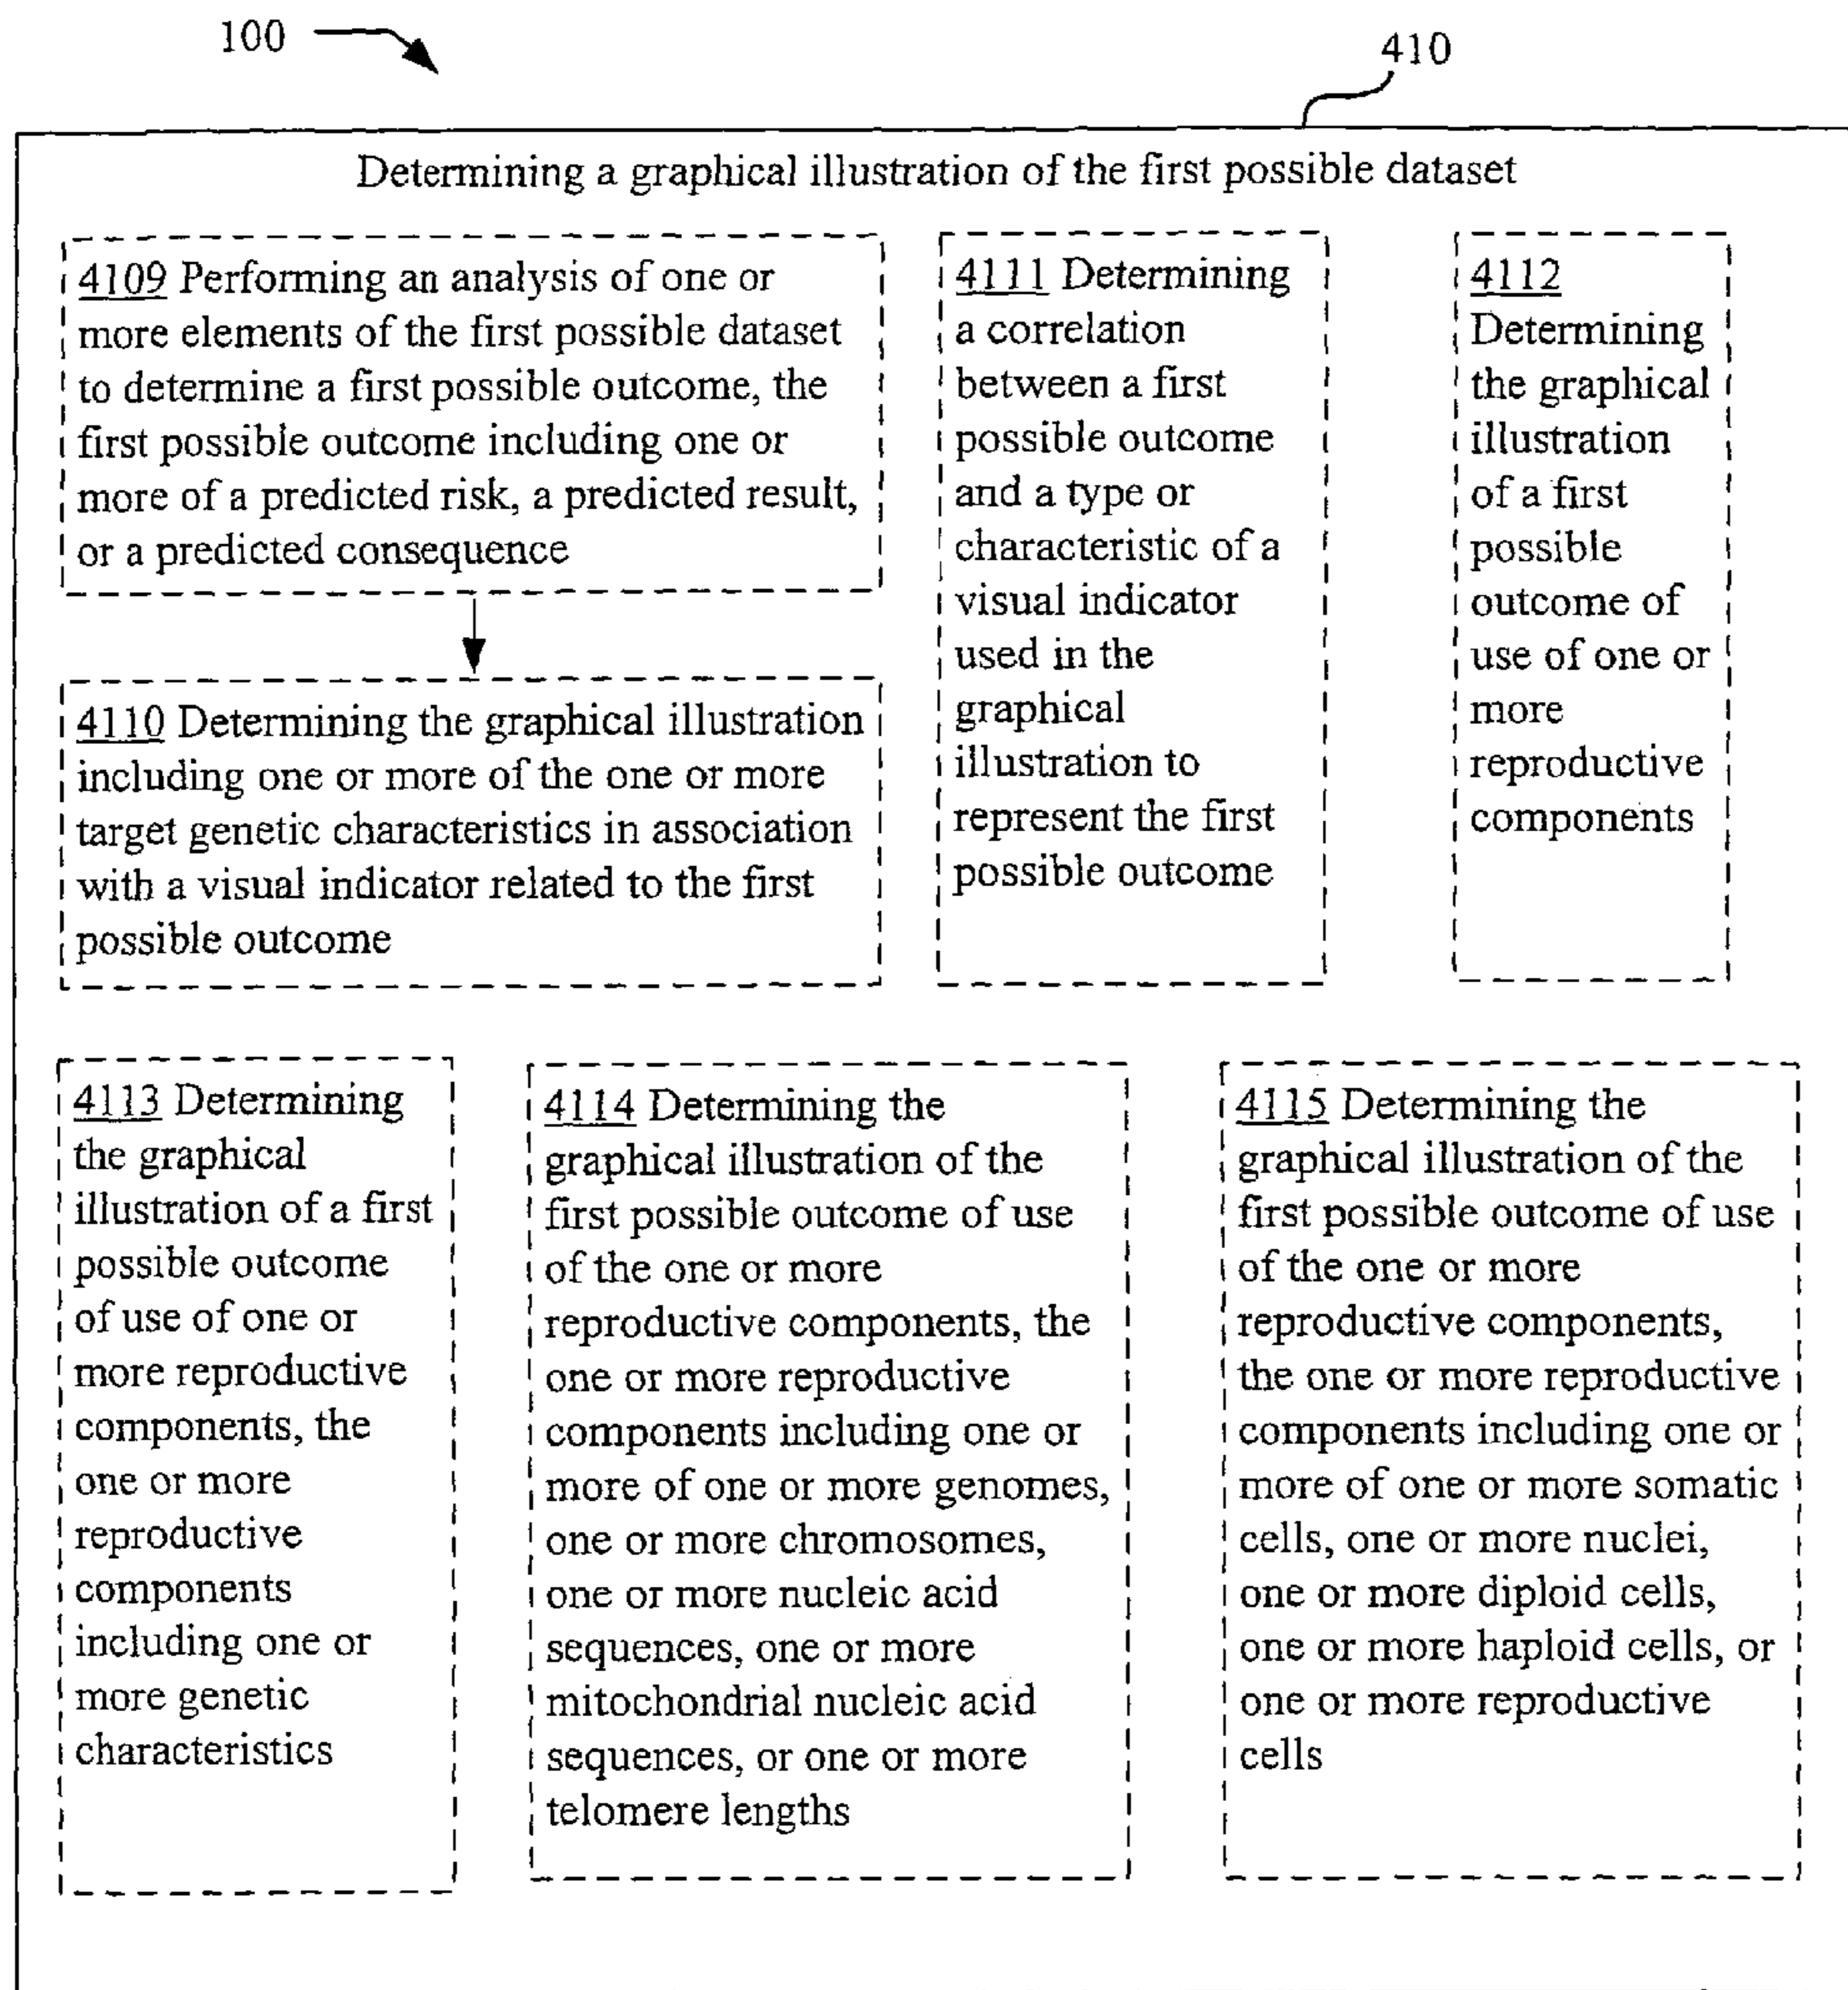 100
410
Determining a graphical illustration of the first possible dataset
4109 Performing an analysis of one or
more elements of the first possible dataset
to determine a first possible outcome, the
first possible outcome including one or
more of a predicted risk, a predicted result,
or a predicted consequence
4110 Determining the graphical illustration
including one or more of the one or more
target genetic characteristics in association
with a visual indicator related to the first
possible outcome
4111 Determining
a correlation
between a first
possible outcome
and a type or
characteristic of a
visual indicator
used in the
graphical
illustration to
represent the first
possible outcome
4112
Determining
the graphical
illustration
of a first
possible
outcome of
use of one or
more
reproductive
components
4113 Determining
the graphical
illustration of a first
possible outcome
of use of one or
more reproductive
components, the
one or more
reproductive
components
including one or
more genetic
characteristics
4114 Determining the
graphical illustration of the
first possible outcome of use
of the one or more
reproductive components, the
one or more reproductive
components including one or
more of one or more genomes,
one or more chromosomes,
one or more nucleic acid
sequences, one or more
mitochondrial nucleic acid
sequences, or one or more
telomere lengths
4115 Determining the
graphical illustration of the
first possible outcome of use
of the one or more
reproductive components,
the one or more reproductive
components including one or
more of one or more somatic
cells, one or more nuclei,
one or more diploid cells,
one or more haploid cells, or
one or more reproductive
cells